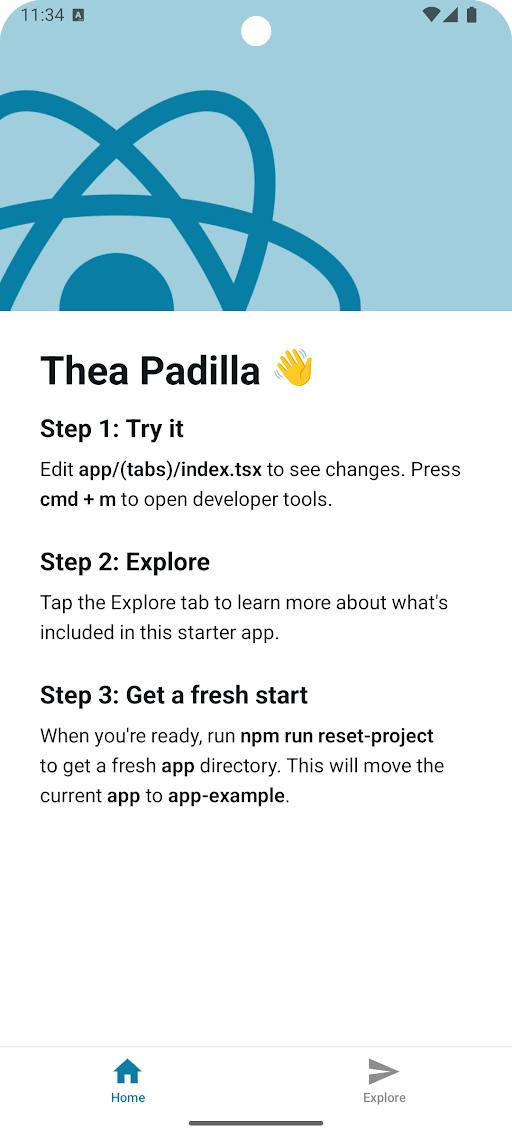 11:34 A
Thea Padilla 👋
Step 1: Try it
Edit app/(tabs)/index.tsx to see changes. Press
cmd + m to open developer tools.
Step 2: Explore
Tap the Explore tab to learn more about what's
included in this starter app.
Step 3: Get a fresh start
When you're ready, run npm run reset-project
to get a fresh app directory. This will move the
current app to app-example.
Home
Explore